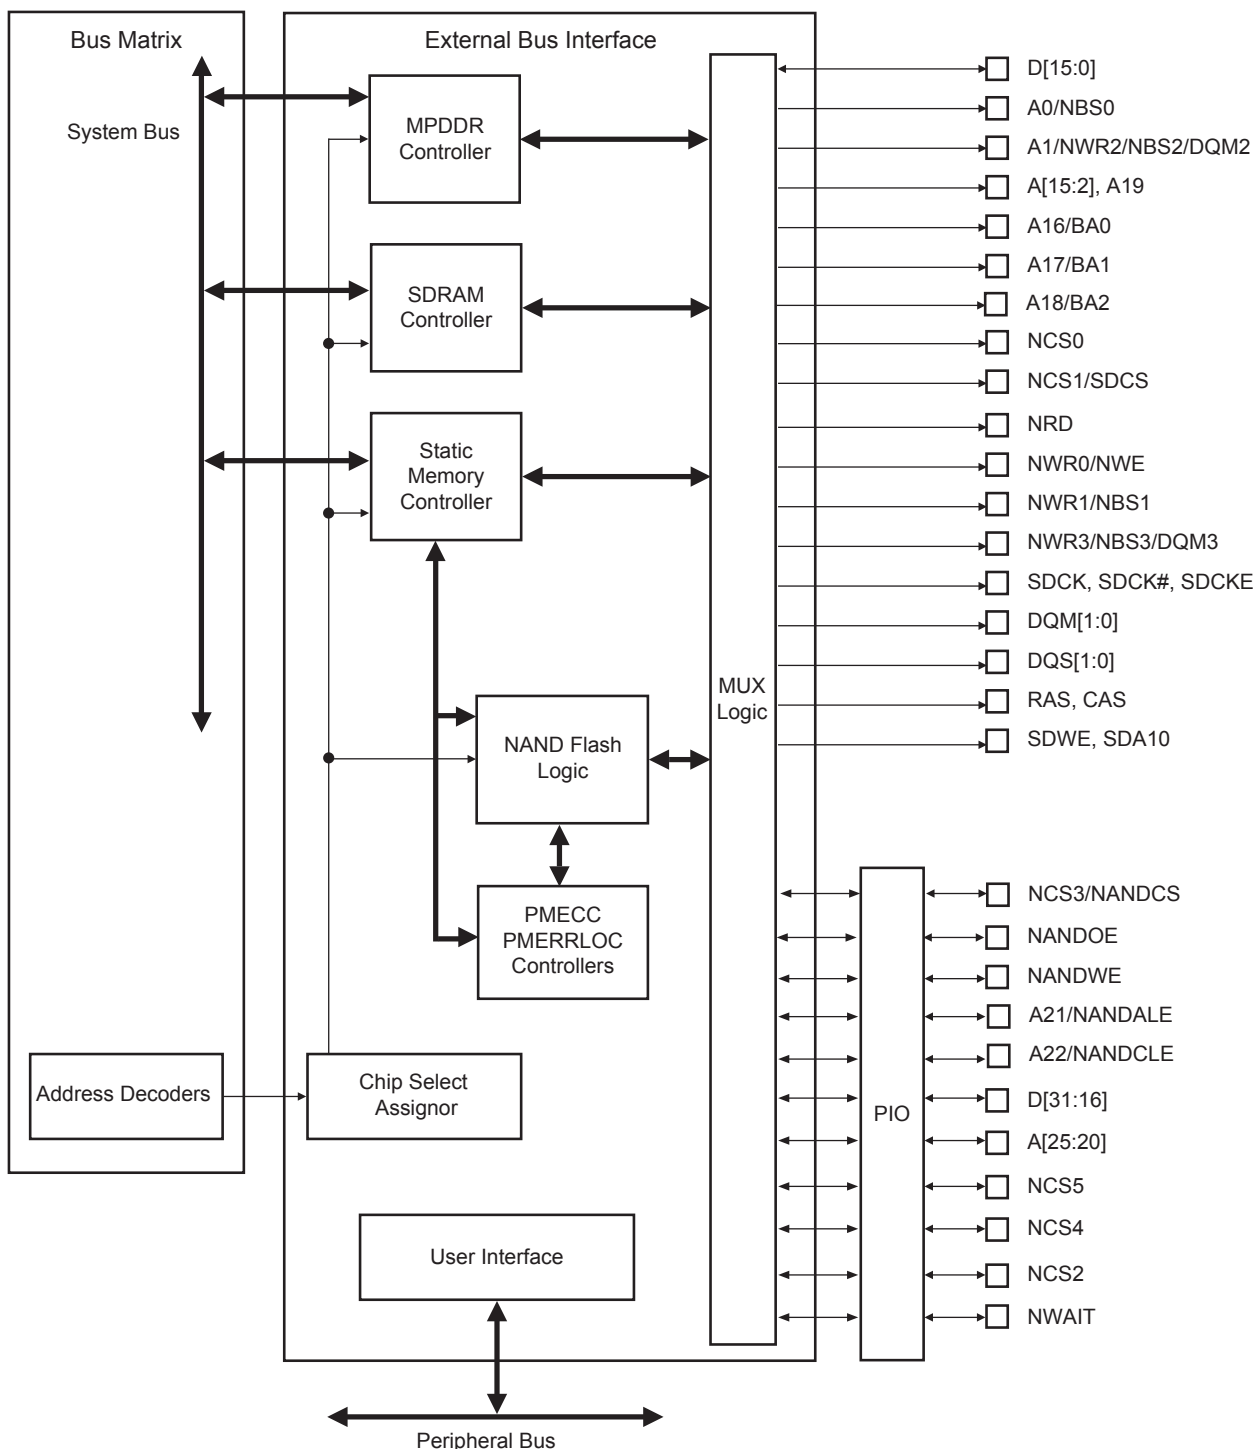 Bus Matrix
External Bus Interface
System Bus
MPDDR
Controller
SDRAM
Controller
Static
Memory
Controller
NAND Flash
Logic
PMECC
PMERRLOC
Controllers
Address Decoders
Chip Select
Assignor
User Interface
Peripheral Bus
MUX
Logic
PIO
D[15:0]
A0/NBS0
A1/NWR2/NBS2/DQM2
A[15:2], A19
A16/BA0
A17/BA1
A18/BA2
NCS0
NCS1/SDCS
NRD
NWR0/NWE
NWR1/NBS1
NWR3/NBS3/DQM3
SDCK, SDCK#, SDCKE
DQM[1:0]
DQS[1:0]
RAS, CAS
SDWE, SDA10
NCS3/NANDCS
NANDOE
NANDWE
A21/NANDALE
A22/NANDCLE
D[31:16]
A[25:20]
NCS5
NCS4
NCS2
NWAIT